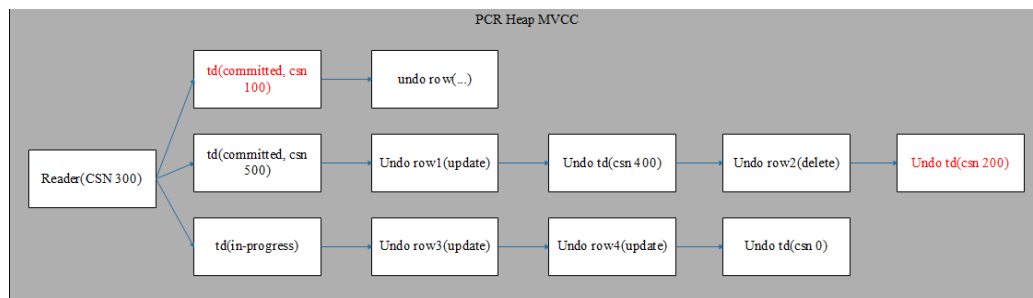 PCR Heap MVCC
td(committed, csn
100)
undo row(...)
td(committed, csn
500)
Undo row1(update)
Undo td(csn 400)
Undo row2(delete)
Undo td(csn 200)
Reader(CSN 300)
td(in-progress)
Undo row3(update)
Undo row4(update)
Undo td(csn 0)